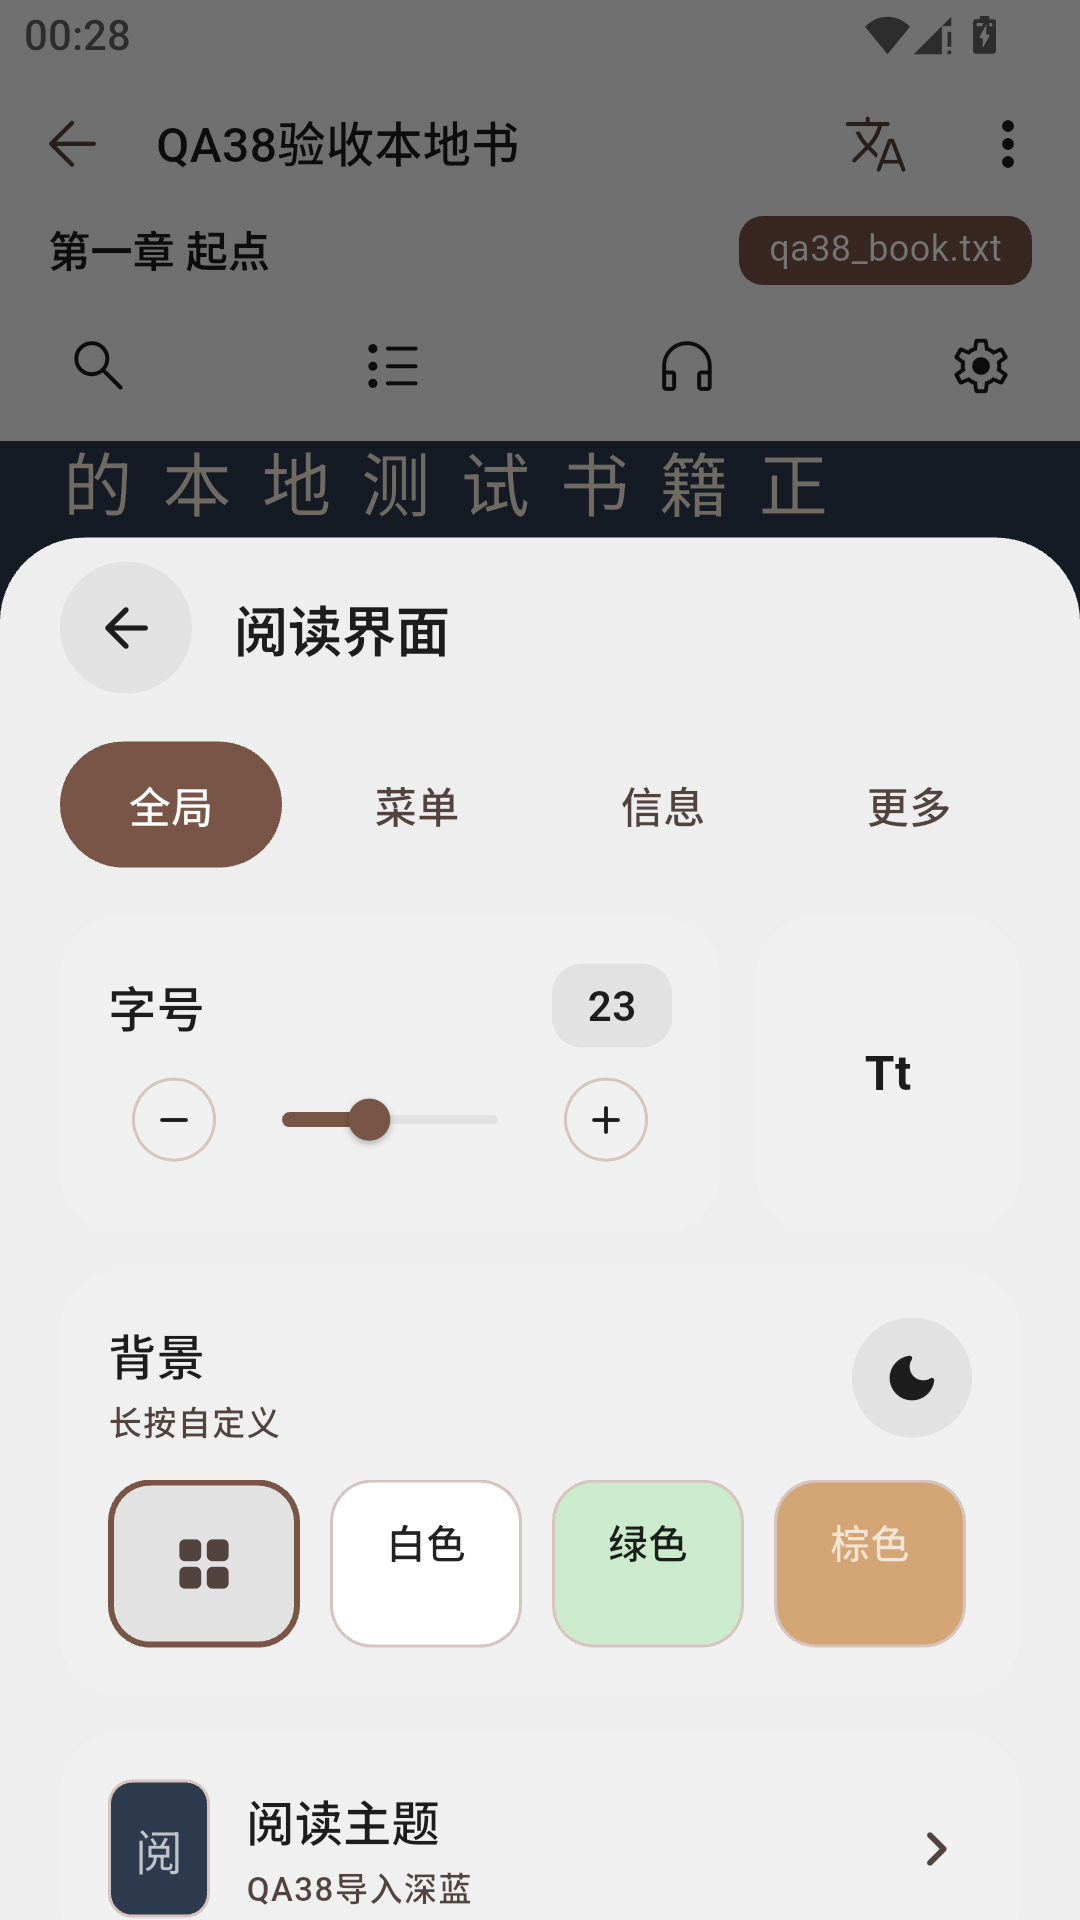 00:28
QA38验收本地书
第一章 起点
qa38_book.txt
的本地测试书籍正
阅读界面
全局 菜单 信息 更多
字号 23
Tt
背景
长按自定义
白色 绿色 棕色
阅 阅读主题
QA38导入深蓝